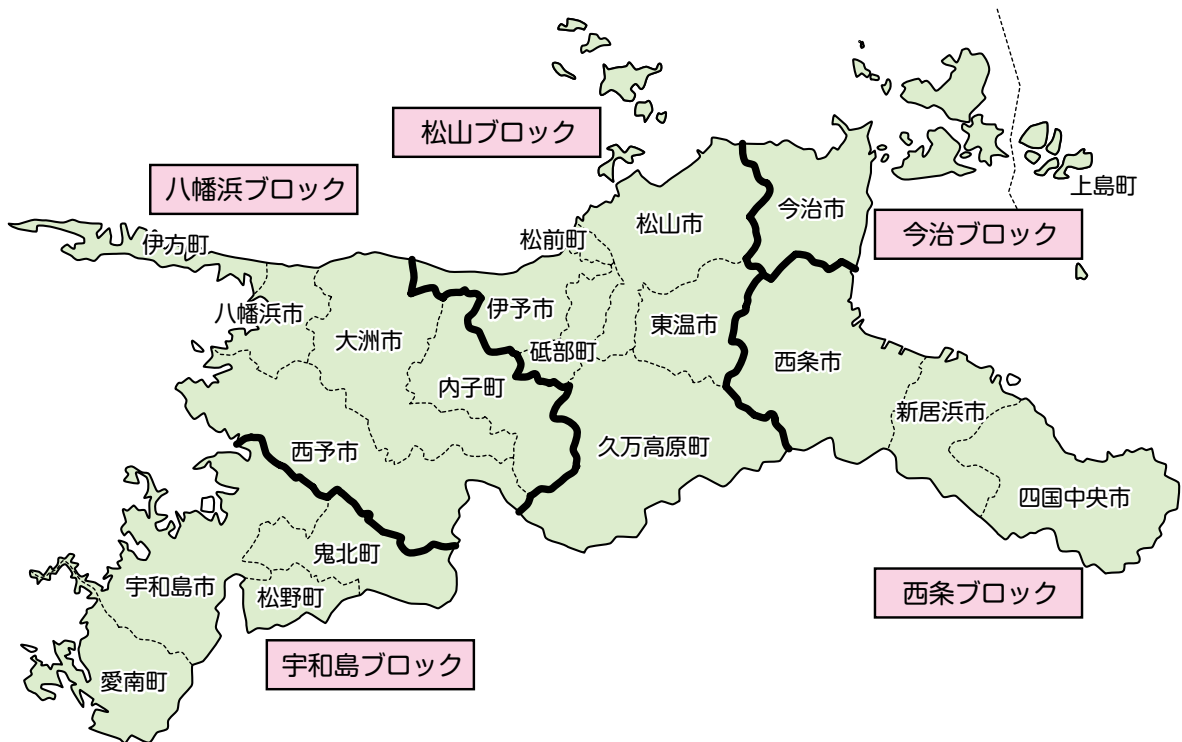 松山ブロック
八幡浜ブロック
上島町
今治市
松山市
今治ブロック
松前町
伊方町
伊予市
八幡浜市
東温市
大洲市
砥部町
西条市
内子町
新居浜市
久万高原町
西予市
四国中央市
鬼北町
宇和島市
松野町
西条ブロック
宇和島ブロック
愛南町